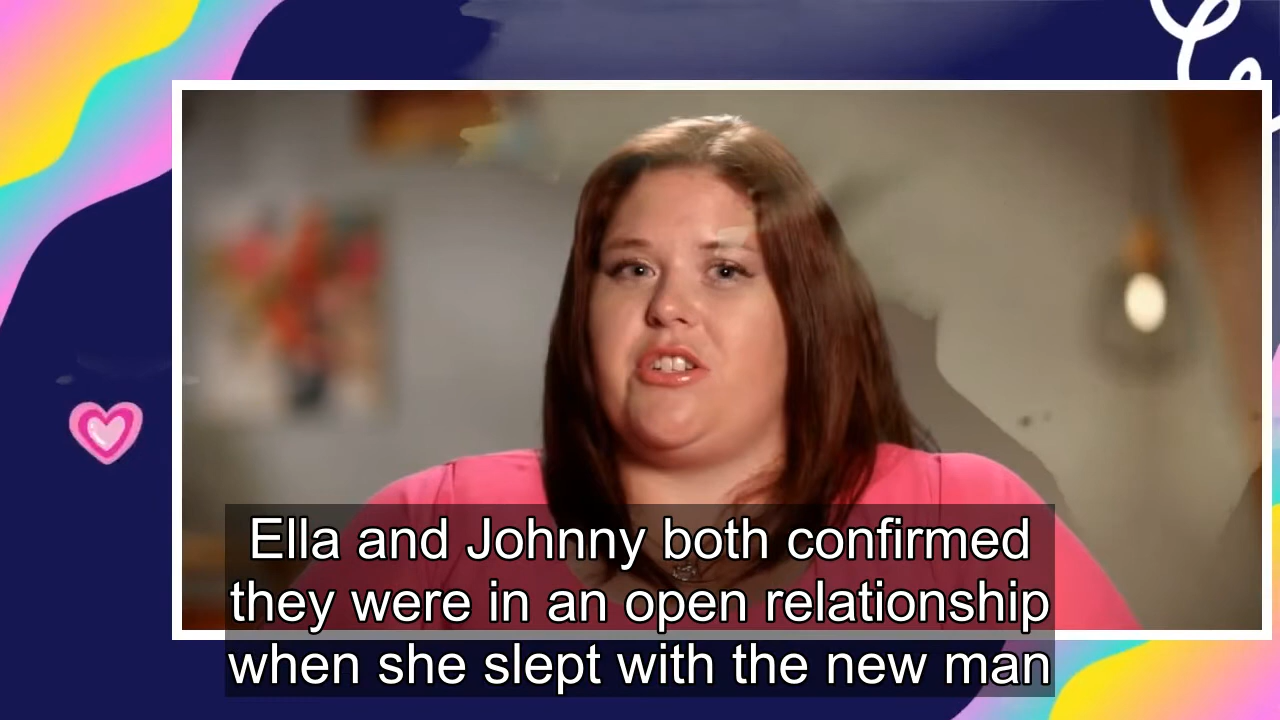 Ella and Johnny both confirmed
they were in an open relationship
when she slept with the new man